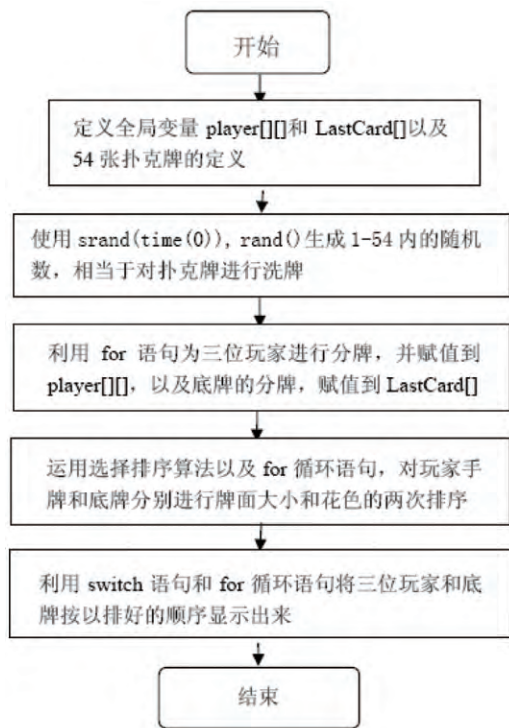 开始
定义全局变量 player[][]和 LastCard[]以及
54 张扑克牌的定义
使用 srand(time(0)), rand()生成 1-54 内的随机
数，相当于对扑克牌进行洗牌
利用 for 语句为三位玩家进行分牌，并赋值到
player[][]，以及底牌的分牌，赋值到 LastCard[]
运用选择排序算法以及 for 循环语句，对玩家手
牌和底牌分别进行牌面大小和花色的两次排序
利用 switch 语句和 for 循环语句将三位玩家和底
牌按以排好的顺序显示出来
结束